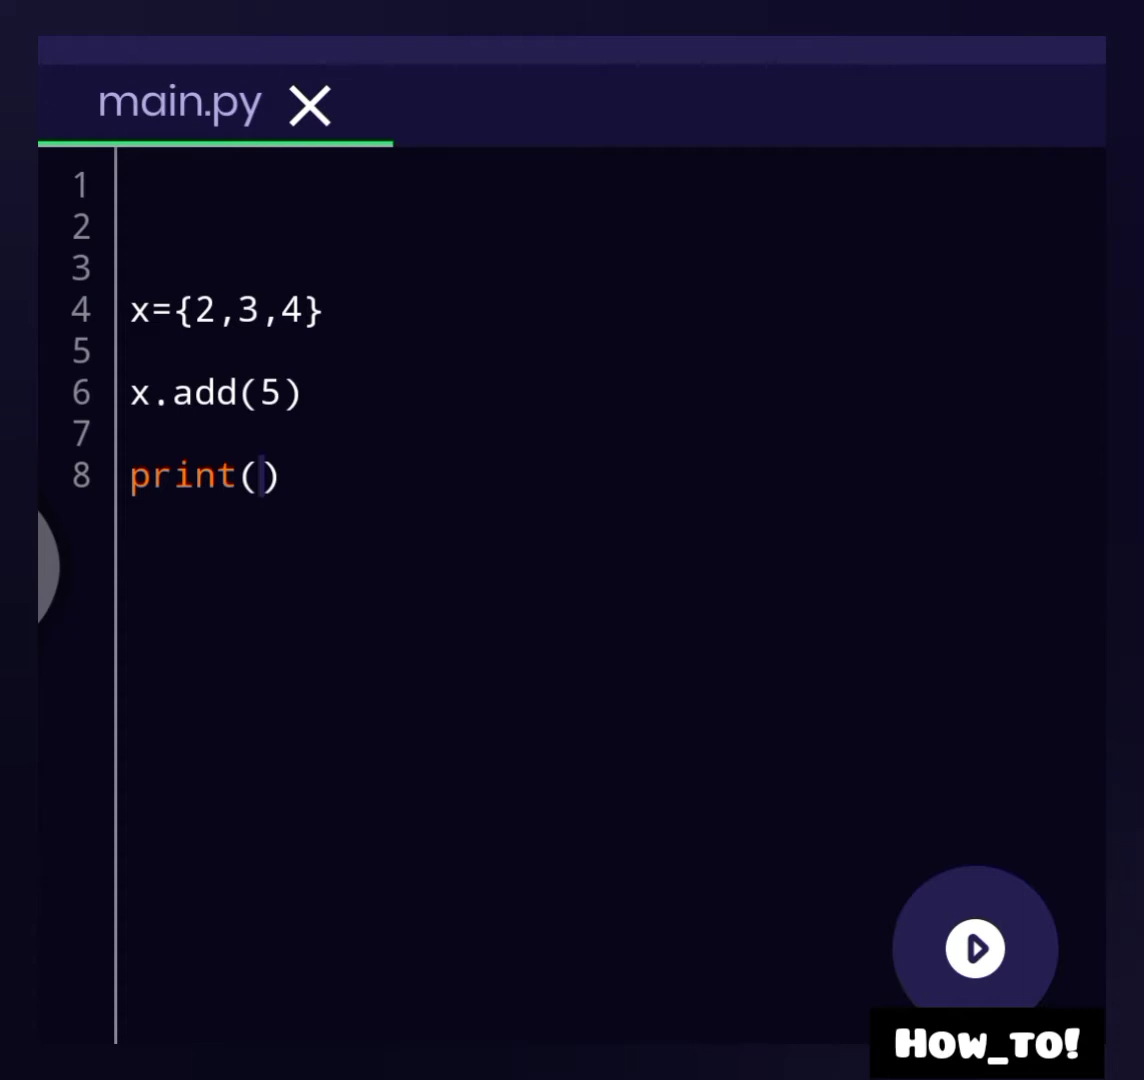 main.py
1
2
3
4 x={2,3,4}
5
6 x.add(5)
7
8 print()
How_to!